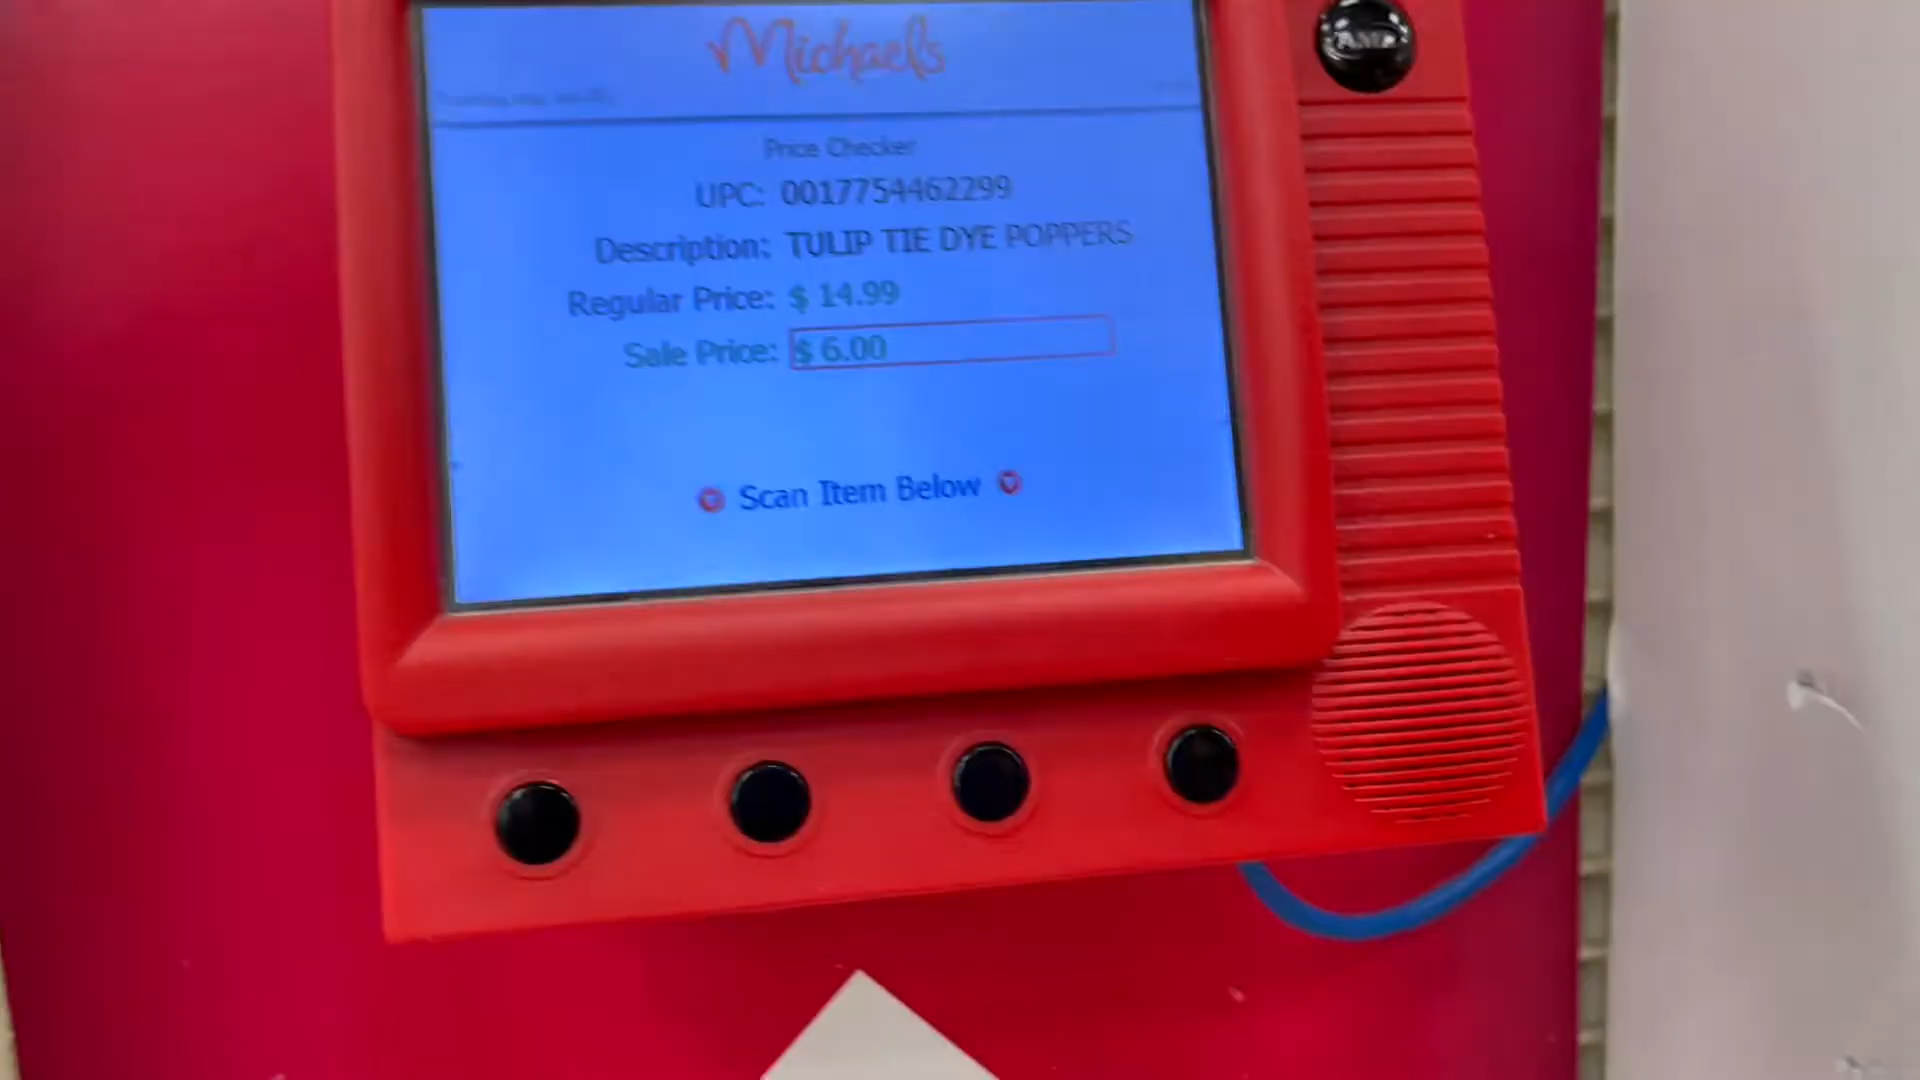 Michaels
Price Checker
UPC: 0017754462299
Description: TULIP TIE DYE POPPERS
Regular Price: $ 14.99
Sale Price: $ 6.00
Scan Item Below